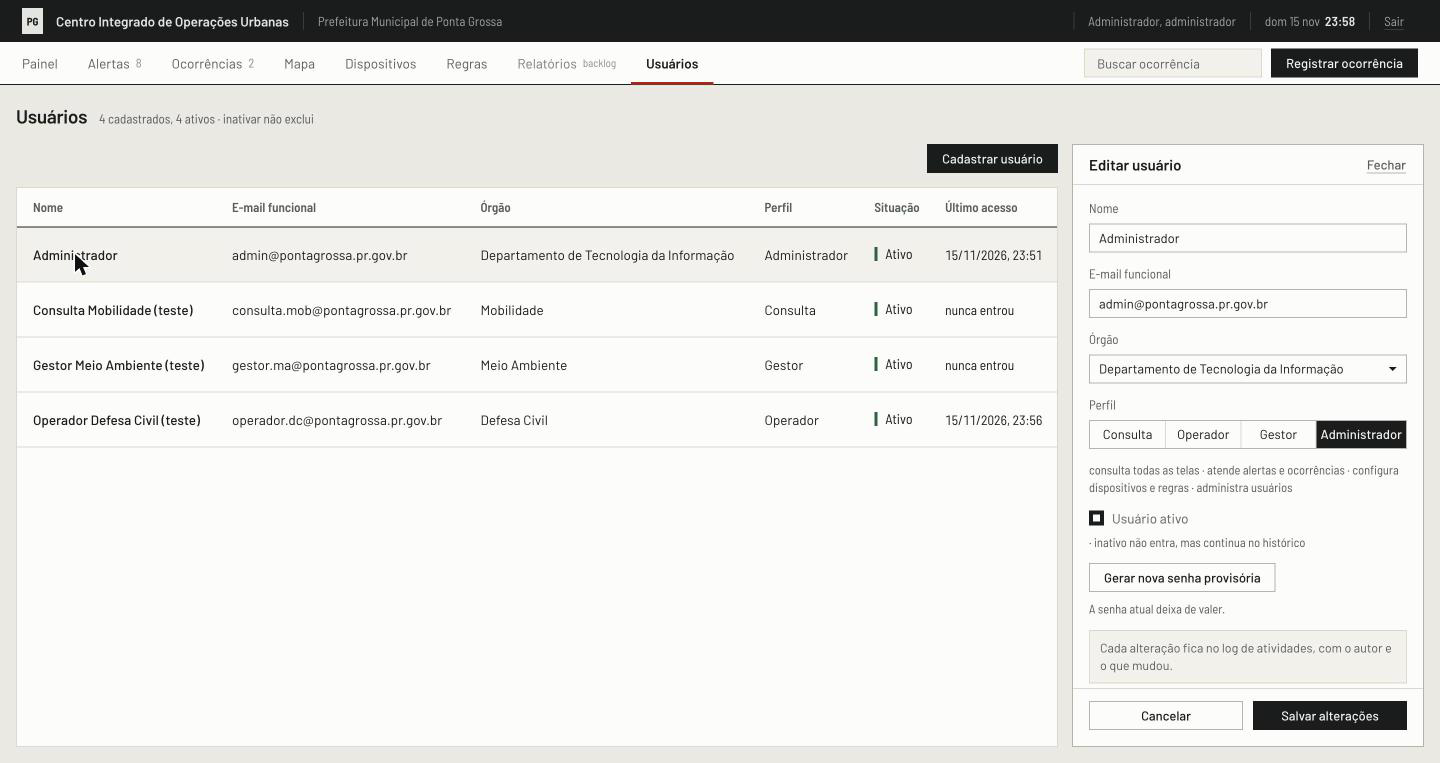 PG Centro Integrado de Operações Urbanas Prefeitura Municipal de Ponta Grossa Administrador, administrador dom 15 nov 23:58 Sair
Painel Alertas 8 Ocorrências 2 Mapa Dispositivos Regras Relatórios backlog Usuários Buscar ocorrência Registrar ocorrência
Usuários 4 cadastrados, 4 ativos · inativar não exclui
Cadastrar usuário
Nome E-mail funcional Órgão Perfil Situação Último acesso
Administrador admin@pontagrossa.pr.gov.br Departamento de Tecnologia da Informação Administrador Ativo 15/11/2026, 23:51
Consulta Mobilidade (teste) consulta.mob@pontagrossa.pr.gov.br Mobilidade Consulta Ativo nunca entrou
Gestor Meio Ambiente (teste) gestor.ma@pontagrossa.pr.gov.br Meio Ambiente Gestor Ativo nunca entrou
Operador Defesa Civil (teste) operador.dc@pontagrossa.pr.gov.br Defesa Civil Operador Ativo 15/11/2026, 23:56
Editar usuário Fechar
Nome
Administrador
E-mail funcional
admin@pontagrossa.pr.gov.br
Órgão
Departamento de Tecnologia da Informação
Perfil
Consulta Operador Gestor Administrador
consulta todas as telas · atende alertas e ocorrências · configura
dispositivos e regras · administra usuários
Usuário ativo
· inativo não entra, mas continua no histórico
Gerar nova senha provisória
A senha atual deixa de valer.
Cada alteração fica no log de atividades, com o autor e
o que mudou.
Cancelar Salvar alterações